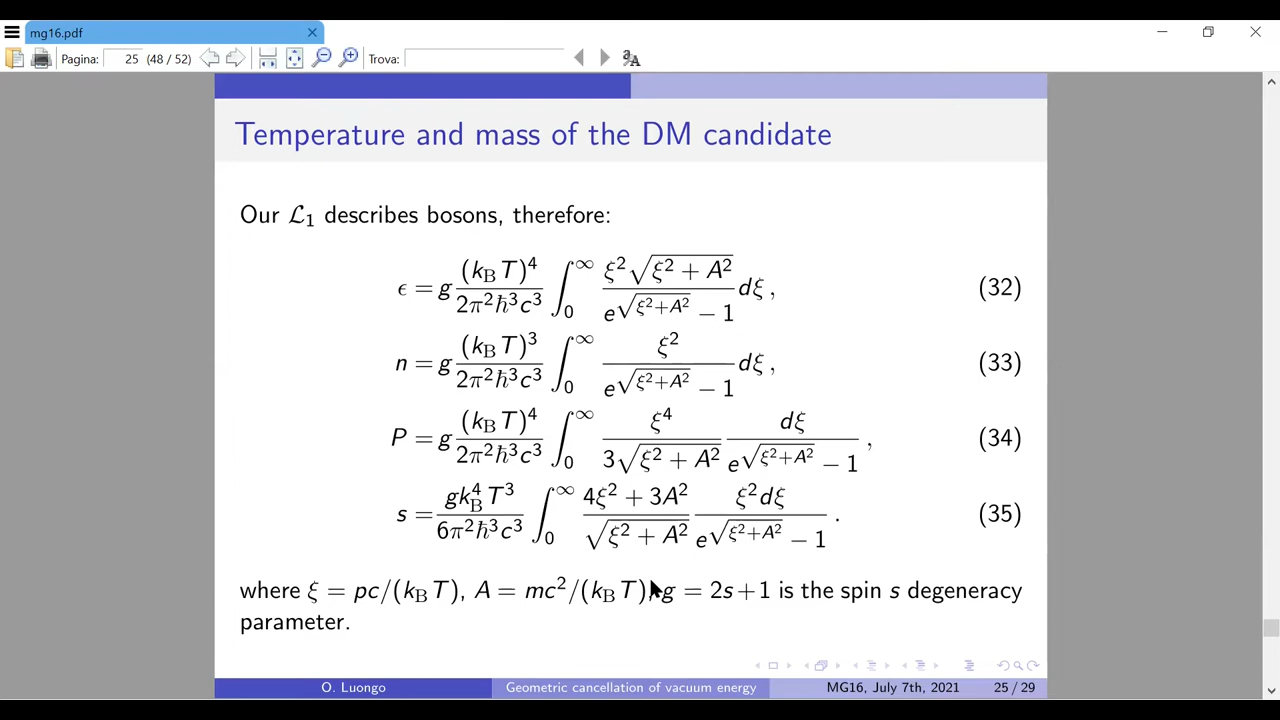 mg16.pdf
Pagina: 25 (48 / 52) Trova:
Temperature and mass of the DM candidate
Our ℒ₁ describes bosons, therefore:
ϵ = g (k_B T)⁴ / 2π²ħ³c³ ∫₀^∞ ξ²√(ξ² + A²) / (e^√(ξ²+A²) − 1) dξ , (32)
n = g (k_B T)³ / 2π²ħ³c³ ∫₀^∞ ξ² / (e^√(ξ²+A²) − 1) dξ , (33)
P = g (k_B T)⁴ / 2π²ħ³c³ ∫₀^∞ ξ⁴ / 3√(ξ² + A²) dξ / (e^√(ξ²+A²) − 1) , (34)
s = gk_B⁴ T³ / 6π²ħ³c³ ∫₀^∞ (4ξ² + 3A²) / √(ξ² + A²) ξ²dξ / (e^√(ξ²+A²) − 1) . (35)
where ξ = pc/(k_B T), A = mc²/(k_B T), g = 2s+1 is the spin s degeneracy
parameter.
O. Luongo Geometric cancellation of vacuum energy MG16, July 7th, 2021 25 / 29